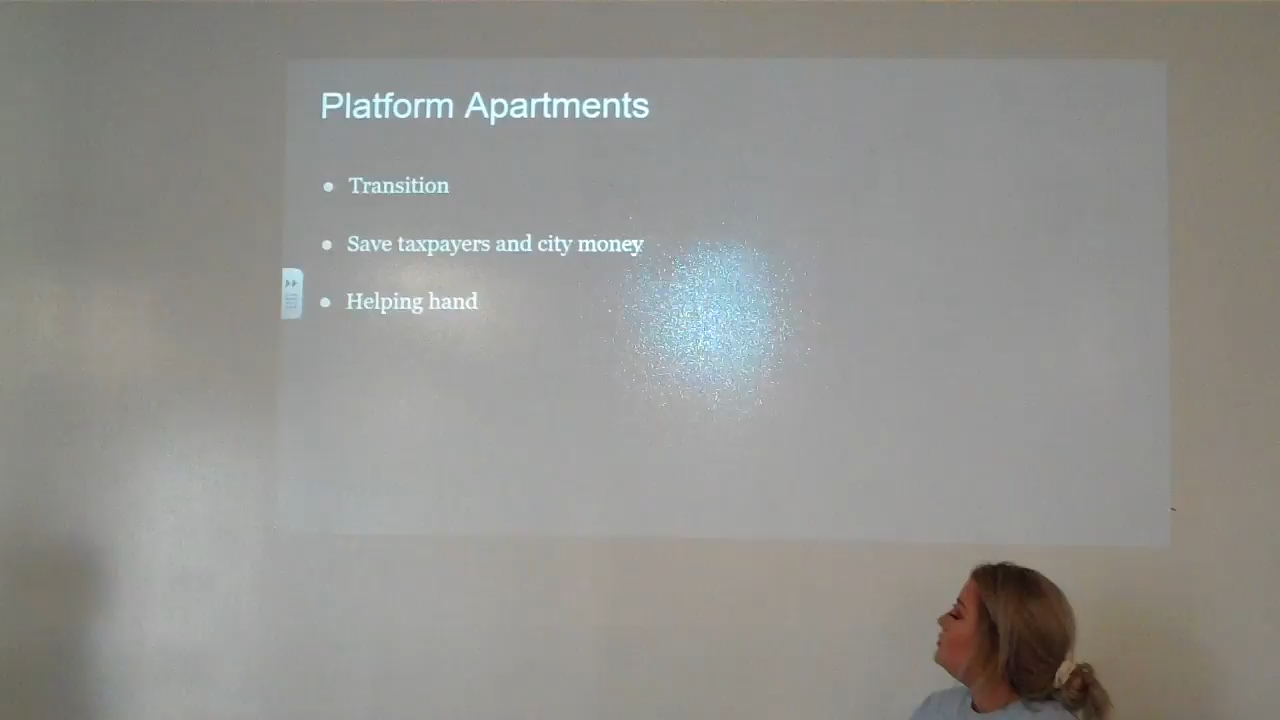 Platform Apartments
● Transition
● Save taxpayers and city money
● Helping hand